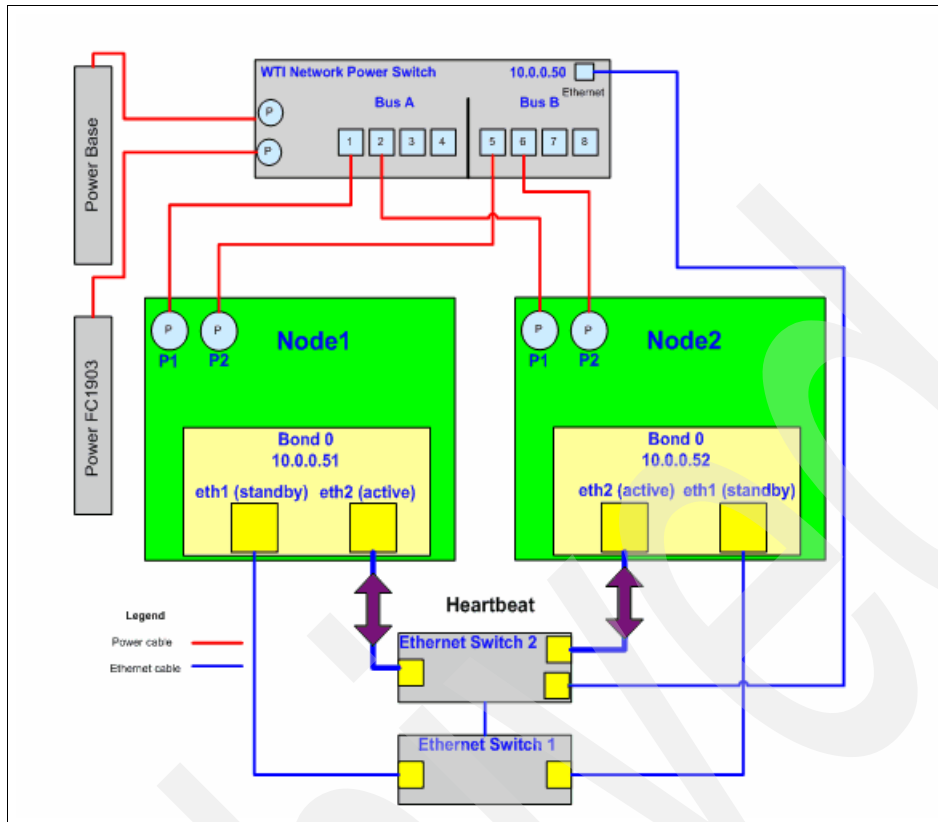 WTI Network Power Switch
10.0.0.50
Ethernet
Bus A
Bus B
P
P
1
2
3
4
5
6
7
8
Power Base
Power FC1903
P
P
P1
P2
Node1
P
P
P1
P2
Node2
Bond 0
10.0.0.51
eth1 (standby)
eth2 (active)
Bond 0
10.0.0.52
eth2 (active)
eth1 (standby)
Heartbeat
Legend
Power cable
Ethernet cable
Ethernet Switch 2
Ethernet Switch 1